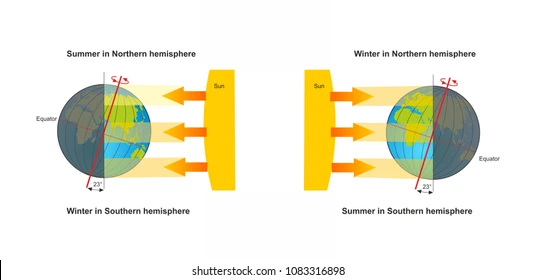 Summer in Northern hemisphere
Winter in Northern hemisphere
Sun
Sun
Equator
Equator
23°
23°
Winter in Southern hemisphere
Summer in Southern hemisphere
shutterstock.com · 1083316898